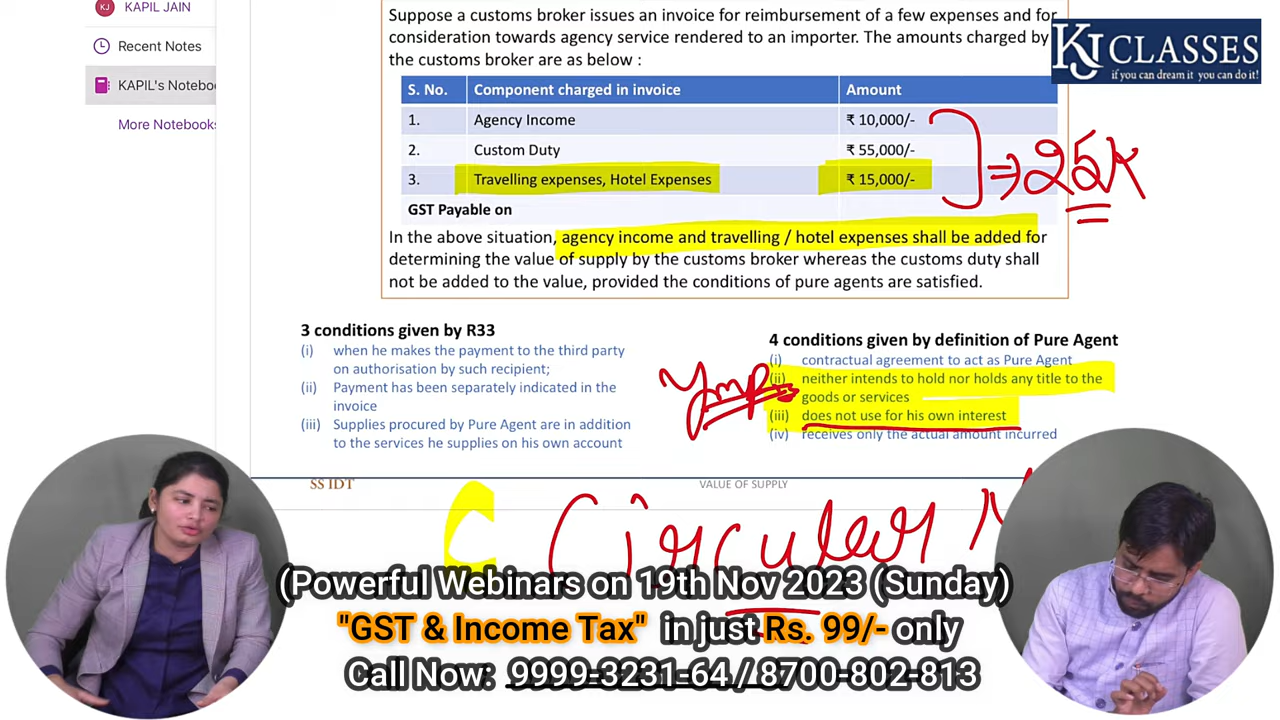 KJ
KAPIL JAIN
Recent Notes
KAPIL's Notebo
More Notebooks
Suppose a customs broker issues an invoice for reimbursement of a few expenses and for
consideration towards agency service rendered to an importer. The amounts charged by
the customs broker are as below :
KJ CLASSES
if you can dream it you can do it!
S. No. Component charged in invoice Amount
1. Agency Income ₹ 10,000/-
2. Custom Duty ₹ 55,000/-
3. Travelling expenses, Hotel Expenses ₹ 15,000/-
⇒ 25k
GST Payable on
In the above situation, agency income and travelling / hotel expenses shall be added for
determining the value of supply by the customs broker whereas the customs duty shall
not be added to the value, provided the conditions of pure agents are satisfied.
3 conditions given by R33
(i) when he makes the payment to the third party
on authorisation by such recipient;
(ii) Payment has been separately indicated in the
invoice
(iii) Supplies procured by Pure Agent are in addition
to the services he supplies on his own account
4 conditions given by definition of Pure Agent
(i) contractual agreement to act as Pure Agent
(ii) neither intends to hold nor holds any title to the
goods or services
(iii) does not use for his own interest
(iv) receives only the actual amount incurred
Imp
SS IDT VALUE OF SUPPLY
C Circular
(Powerful Webinars on 19th Nov 2023 (Sunday)
"GST & Income Tax" in just Rs. 99/- only
Call Now: 9999-3231-64 / 8700-802-813